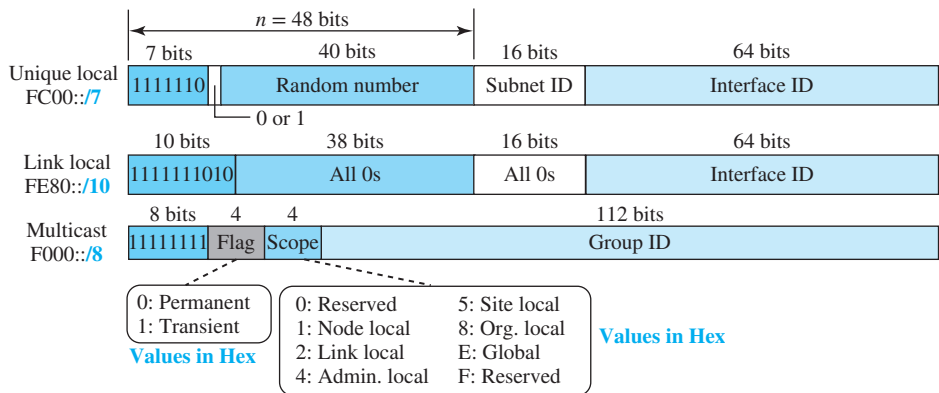 n = 48 bits
7 bits 40 bits 16 bits 64 bits
Unique local
FC00::/7
1111110 Random number Subnet ID Interface ID
0 or 1
10 bits 38 bits 16 bits 64 bits
Link local
FE80::/10
1111111010 All 0s All 0s Interface ID
8 bits 4 4 112 bits
Multicast
F000::/8
11111111 Flag Scope Group ID
0: Permanent
1: Transient
Values in Hex
0: Reserved 5: Site local
1: Node local 8: Org. local
2: Link local E: Global
4: Admin. local F: Reserved
Values in Hex